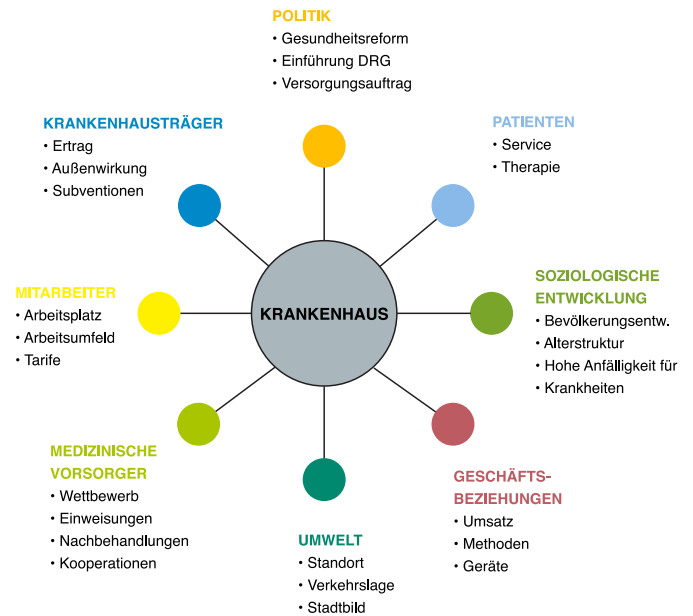 POLITIK
• Gesundheitsreform
• Einführung DRG
• Versorgungsauftrag
KRANKENHAUSTRÄGER
• Ertrag
• Außenwirkung
• Subventionen
PATIENTEN
• Service
• Therapie
MITARBEITER
• Arbeitsplatz
• Arbeitsumfeld
• Tarife
KRANKENHAUS
SOZIOLOGISCHE
ENTWICKLUNG
• Bevölkerungsentw.
• Alterstruktur
• Hohe Anfälligkeit für
• Krankheiten
MEDIZINISCHE
VORSORGER
• Wettbewerb
• Einweisungen
• Nachbehandlungen
• Kooperationen
UMWELT
• Standort
• Verkehrslage
• Stadtbild
GESCHÄFTS-
BEZIEHUNGEN
• Umsatz
• Methoden
• Geräte